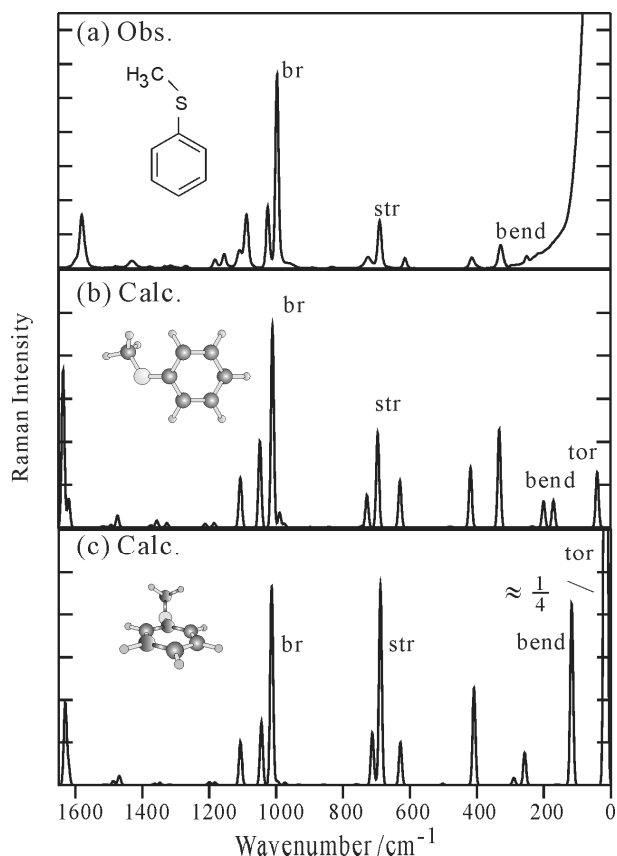 (a) Obs.
H₃C
S
br
str
bend
(b) Calc.
br
str
bend
tor
(c) Calc.
br
str
bend
tor
≈ 1/4
Raman Intensity
1600 1400 1200 1000 800 600 400 200 0
Wavenumber /cm⁻¹